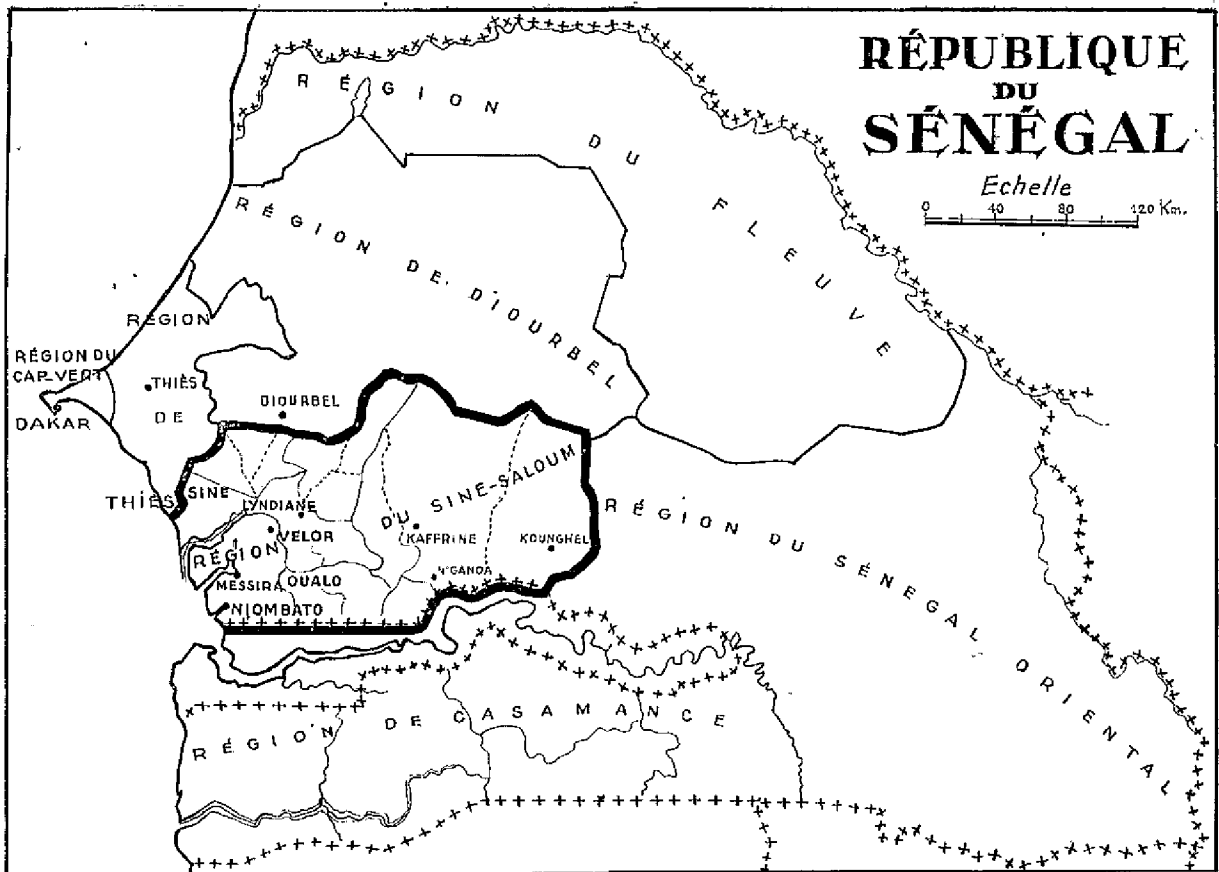 RÉPUBLIQUE
DU
SÉNÉGAL
Echelle
0 40 80 120 Km.
RÉGION DU FLEUVE
RÉGION DE DIOURBEL
RÉGION
RÉGION DU
CAP-VERT
THIÈS
DE
DIOURBEL
DAKAR
THIÈS
SINE
LYNDIANE
DU SINE-SALOUM
VELOR
KAFFRINE
KOUNGHEL
RÉGION
MESSIRA
OUALO
N'GANDA
NIOMBATO
RÉGION DU SÉNEGAL ORIENTAL
RÉGION DE CASAMANCE